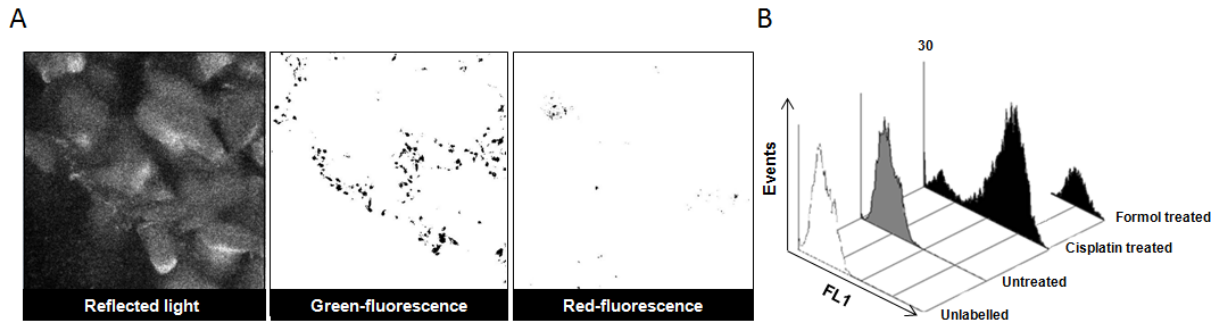 A
B
Reflected light
Green-fluorescence
Red-fluorescence
30
Events
FL1
Formol treated
Cisplatin treated
Untreated
Unlabelled